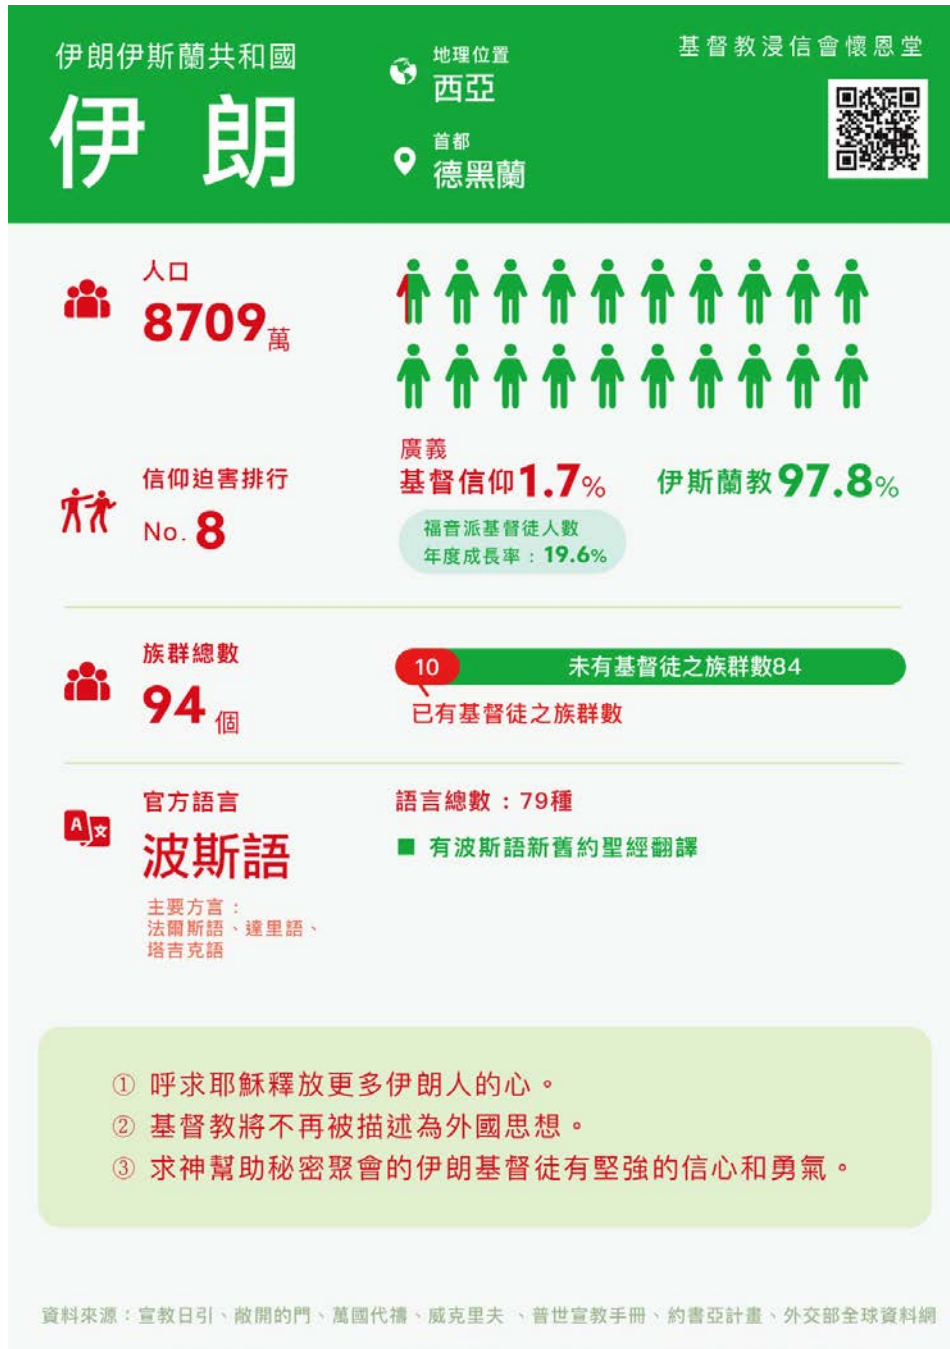 伊朗伊斯蘭共和國
伊朗
地理位置
西亞
首都
德黑蘭
基督教浸信會懷恩堂
人口
8709萬
信仰迫害排行
No. 8
廣義
基督信仰1.7%
伊斯蘭教97.8%
福音派基督徒人數
年度成長率：19.6%
族群總數
94個
10
未有基督徒之族群數84
已有基督徒之族群數
A文
官方語言
波斯語
主要方言：
法爾斯語、達里語、
塔吉克語
語言總數：79種
■ 有波斯語新舊約聖經翻譯
① 呼求耶穌釋放更多伊朗人的心。
② 基督教將不再被描述為外國思想。
③ 求神幫助秘密聚會的伊朗基督徒有堅強的信心和勇氣。
資料來源：宣教日引、敞開的門、萬國代禱、威克里夫、普世宣教手冊、約書亞計畫、外交部全球資料網